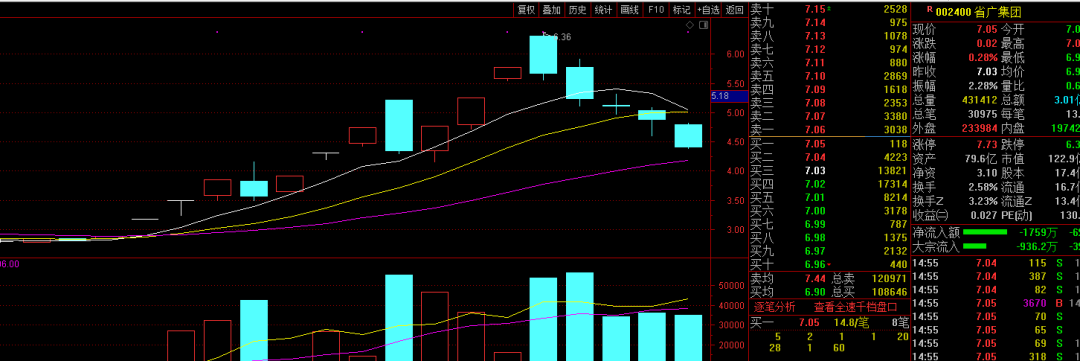 复权 叠加 历史 统计 画线 F10 标记 +自选 返回
6.36
6.00
5.50
5.18
5.00
4.50
4.00
3.50
3.00
06.00
50000
40000
30000
20000
10000
卖十 7.15 2528
卖九 7.14 975
卖八 7.13 1078
卖七 7.12 974
卖六 7.11 880
卖五 7.10 2869
卖四 7.09 1618
卖三 7.08 2353
卖二 7.07 3380
卖一 7.06 3038
买一 7.05 118
买二 7.04 4223
买三 7.03 13821
买四 7.02 17314
买五 7.01 8214
买六 7.00 3178
买七 6.99 787
买八 6.98 1375
买九 6.97 2132
买十 6.96 440
卖均 7.44 总卖 120971
买均 6.90 总买 108646
逐笔分析 查看全速千档盘口
买一 7.05 14.8/笔 8笔
5 2 1 1 20
28 1 60
R 002400 省广集团
现价 7.05 今开 7.0
涨跌 0.02 最高 7.0
涨幅 0.28% 最低 6.9
昨收 7.03 均价 6.9
振幅 2.28% 量比 0.6
总量 431412 总额 3.01亿
总笔 30975 每笔 13.
外盘 233984 内盘 19742
涨停 7.73 跌停 6.3
资产 79.6亿 市值 122.9
净资 3.10 股本 17.4
换手 2.58% 流通 16.7
换手Z 3.23% 流通Z 13.4
收益㈢ 0.027 PE(动) 130.
净流入额 -1759万
大宗流入 -936.2万
14:55 7.04 115 S
14:55 7.04 387 S
14:55 7.04 82 S
14:55 7.05 3670 B 14
14:55 7.05 70 S
14:55 7.05 65 S
14:55 7.05 69 S
14:55 7.05 318 S